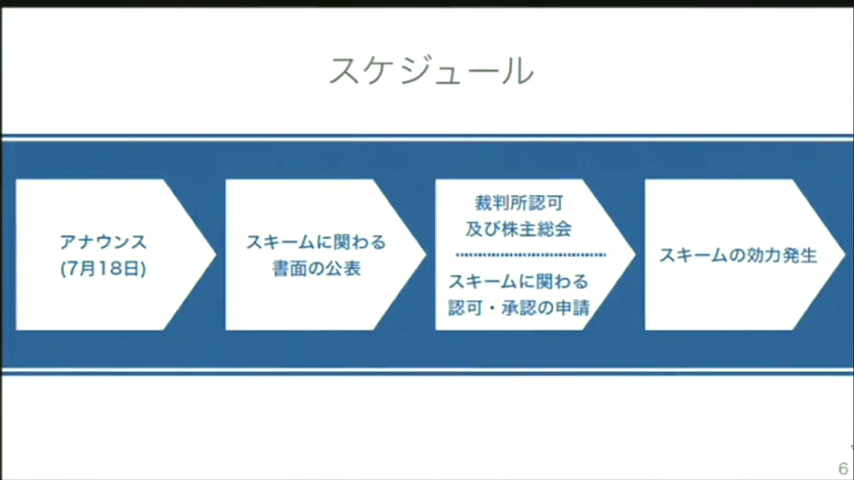 スケジュール
アナウンス
(7月18日)
スキームに関わる
書面の公表
裁判所認可
及び株主総会
スキームに関わる
認可・承認の申請
スキームの効力発生
6